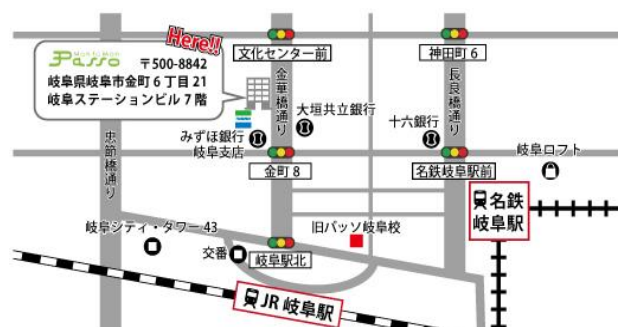 Here!!
文化センター前
神田町 6
Man to Man
Passo
〒500-8842
岐阜県岐阜市金町 6 丁目 21
岐阜ステーションビル 7 階
金華橋通り
長良橋通り
忠節橋通り
大垣共立銀行
十六銀行
みずほ銀行
岐阜支店
岐阜ロフト
金町 8
名鉄岐阜駅前
名鉄
岐阜駅
岐阜シティ・タワー 43
旧パッソ岐阜校
交番
岐阜駅北
JR 岐阜駅